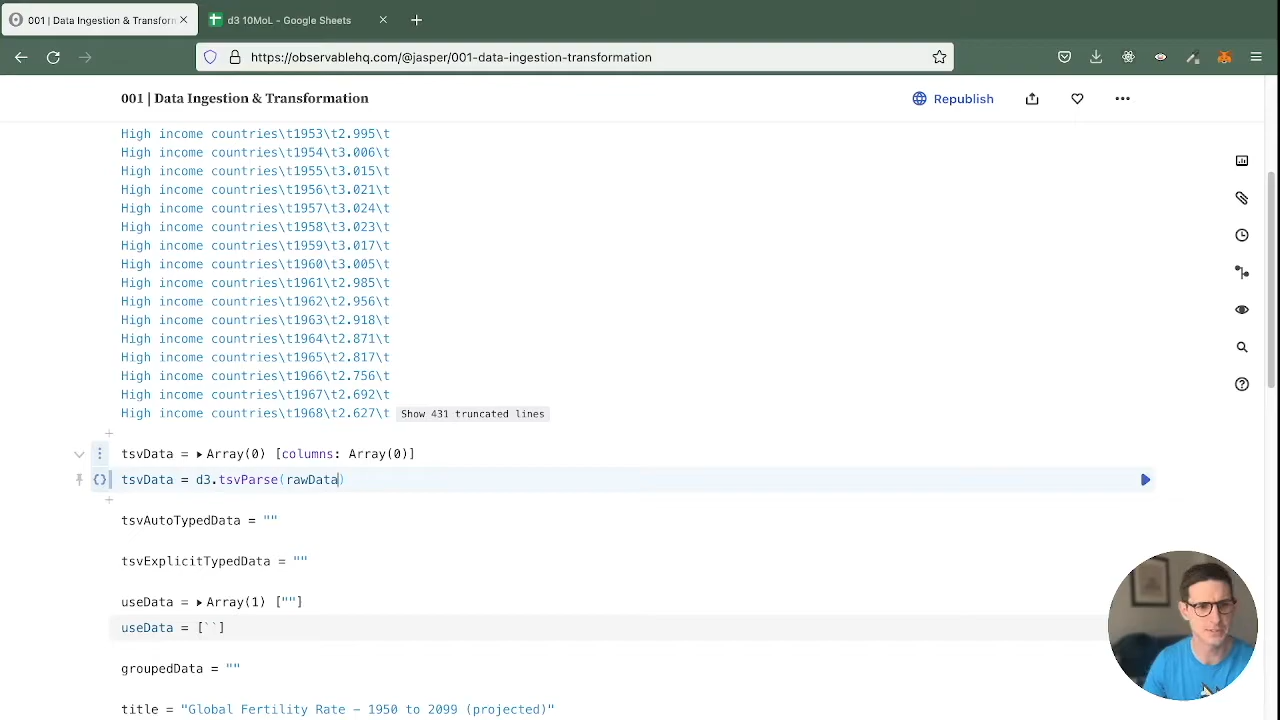 001 | Data Ingestion & Transforn
d3 10MoL - Google Sheets
https://observablehq.com/@jasper/001-data-ingestion-transformation
001 | Data Ingestion & Transformation
Republish
High income countries\t1953\t2.995\t
High income countries\t1954\t3.006\t
High income countries\t1955\t3.015\t
High income countries\t1956\t3.021\t
High income countries\t1957\t3.024\t
High income countries\t1958\t3.023\t
High income countries\t1959\t3.017\t
High income countries\t1960\t3.005\t
High income countries\t1961\t2.985\t
High income countries\t1962\t2.956\t
High income countries\t1963\t2.918\t
High income countries\t1964\t2.871\t
High income countries\t1965\t2.817\t
High income countries\t1966\t2.756\t
High income countries\t1967\t2.692\t
High income countries\t1968\t2.627\t Show 431 truncated lines
tsvData = ▸Array(0) [columns: Array(0)]
tsvData = d3.tsvParse(rawData)
tsvAutoTypedData = ""
tsvExplicitTypedData = ""
useData = ▸Array(1) [""]
useData = [``]
groupedData = ""
title = "Global Fertility Rate – 1950 to 2099 (projected)"